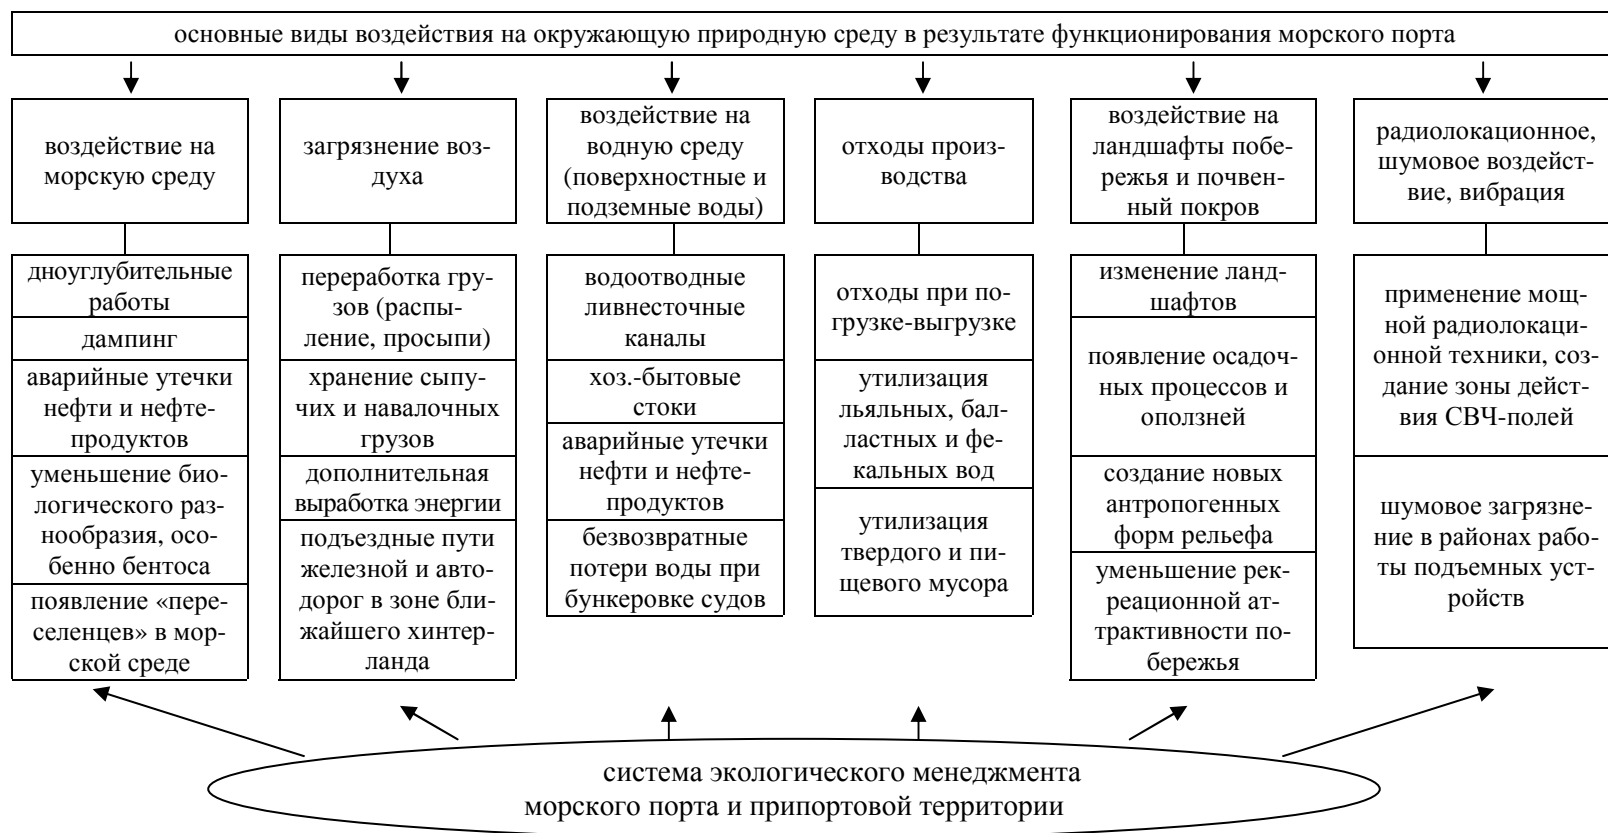 основные виды воздействия на окружающую природную среду в результате функционирования морского порта
воздействие на
морскую среду
загрязнение воз-
духа
воздействие на
водную среду
(поверхностные и
подземные воды)
отходы произ-
водства
воздействие на
ландшафты побе-
режья и почвен-
ный покров
радиолокационное,
шумовое воздейст-
вие, вибрация
дноуглубительные
работы
дампинг
аварийные утечки
нефти и нефте-
продуктов
уменьшение био-
логического раз-
нообразия, осо-
бенно бентоса
появление «пере-
селенцев» в мор-
ской среде
переработка гру-
зов (распы-
ление, просыпи)
хранение сыпу-
чих и навалочных
грузов
дополнительная
выработка энергии
подъездные пути
железной и авто-
дорог в зоне бли-
жайшего хинтер-
ланда
водоотводные
ливнесточные
каналы
хоз.-бытовые
стоки
аварийные утечки
нефти и нефте-
продуктов
безвозвратные
потери воды при
бункеровке судов
отходы при по-
грузке-выгрузке
утилизация
льяльных, бал-
ластных и фе-
кальных вод
утилизация
твердого и пи-
щевого мусора
изменение ланд-
шафтов
появление осадоч-
ных процессов и
оползней
создание новых
антропогенных
форм рельефа
уменьшение рек-
реационной ат-
трактивности по-
бережья
применение мощ-
ной радиолокаци-
онной техники, соз-
дание зоны дейст-
вия СВЧ-полей
шумовое загрязне-
ние в районах рабо-
ты подъемных уст-
ройств
система экологического менеджмента
морского порта и припортовой территории